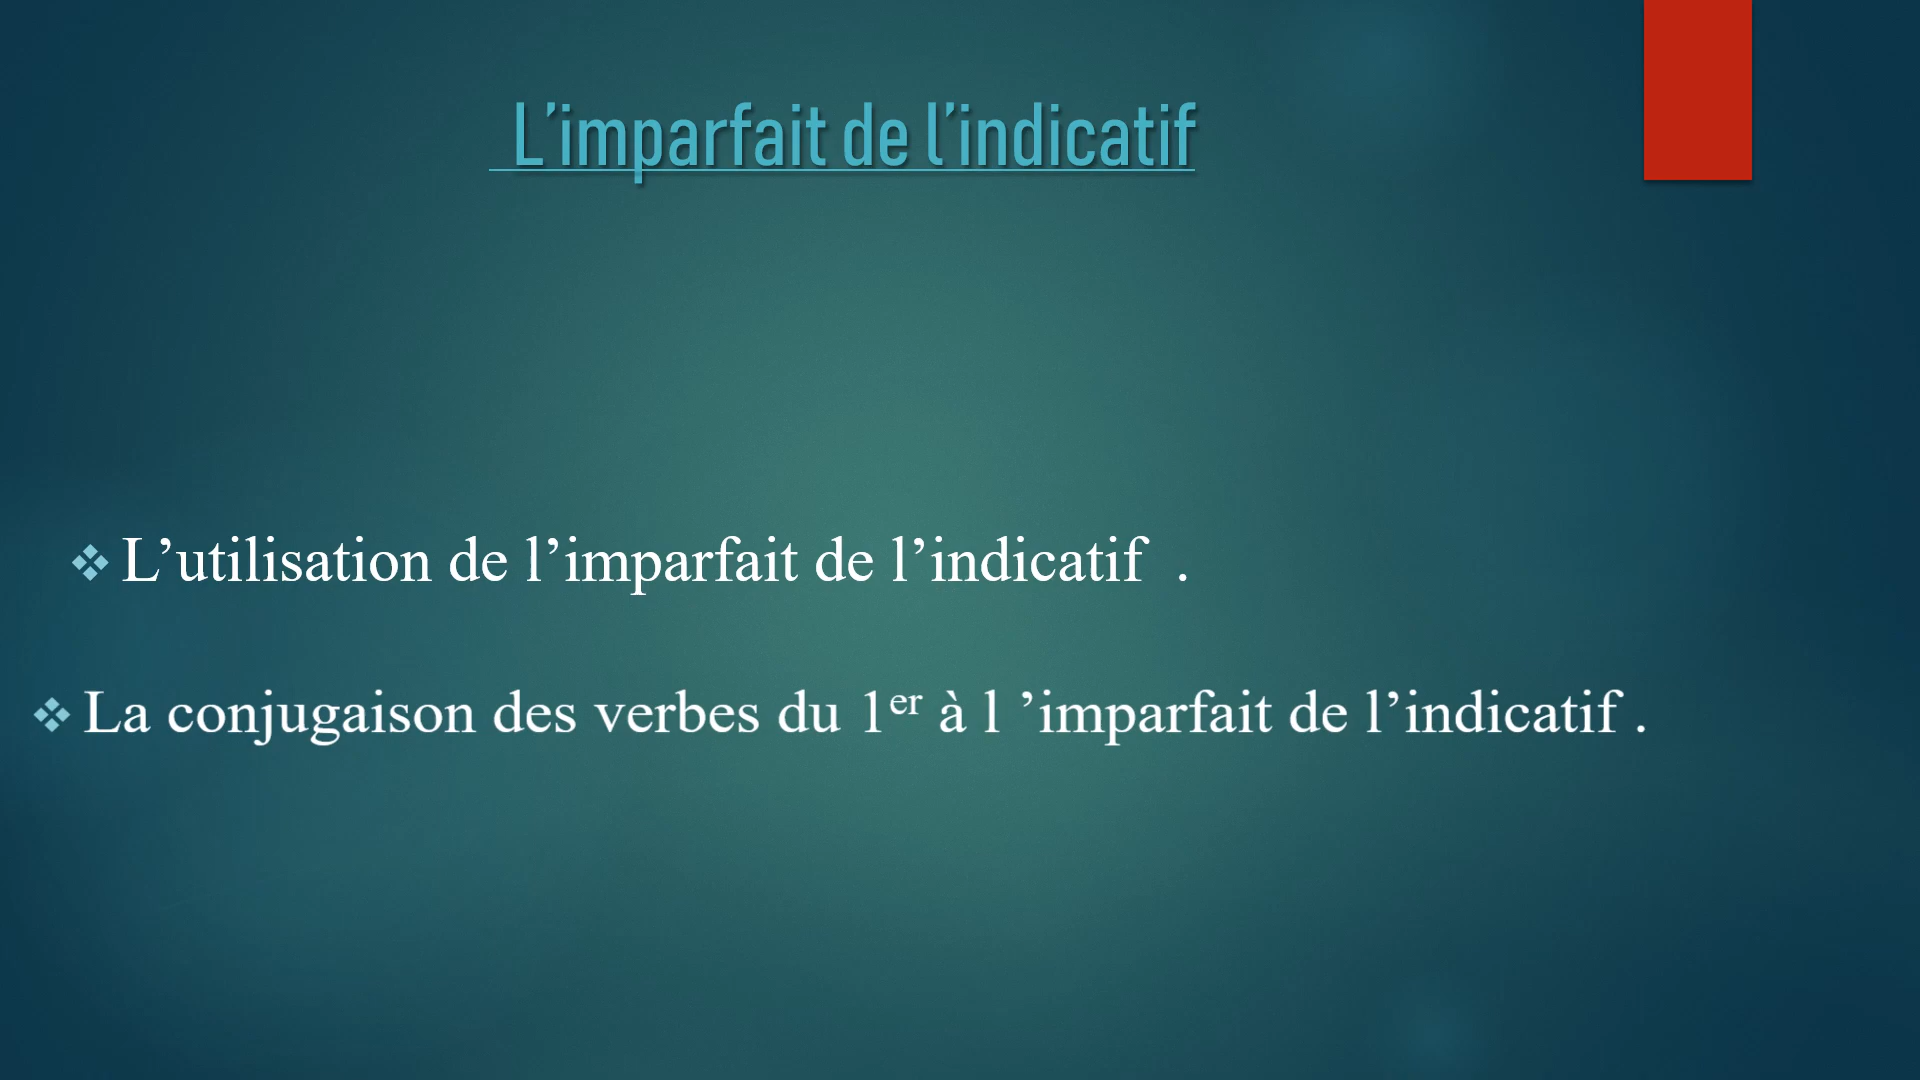 L’imparfait de l’indicatif
❖ L’utilisation de l’imparfait de l’indicatif .
❖ La conjugaison des verbes du 1er à l ’imparfait de l’indicatif .